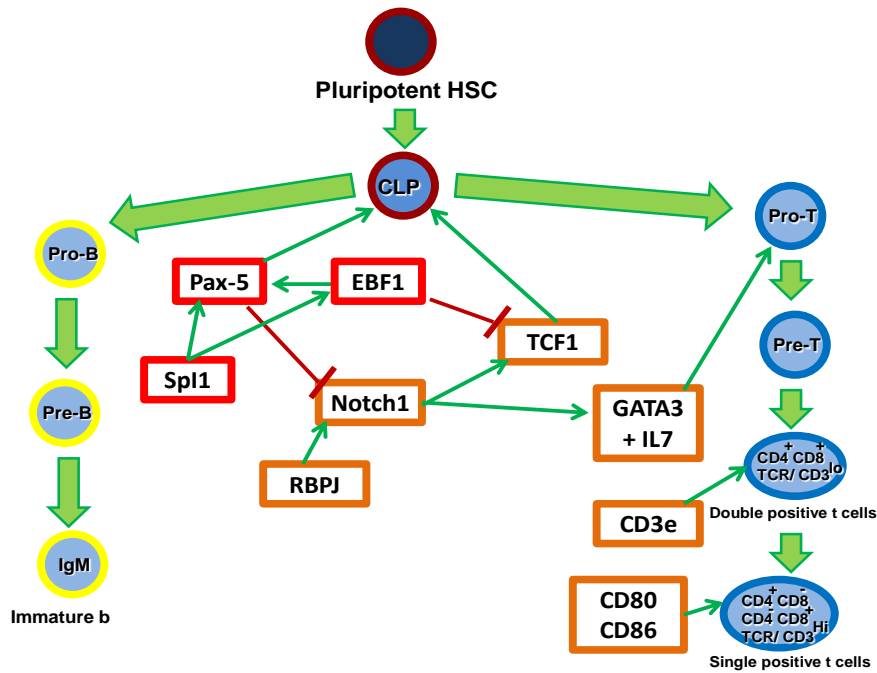 Pluripotent HSC
CLP
Pro-B
Pro-T
Pax-5
EBF1
TCF1
Pre-T
Spl1
Pre-B
Notch1
GATA3
+ IL7
RBPJ
CD4+ CD8+
TCR/ CD3lo
Double positive t cells
CD3e
IgM
Immature b
CD80
CD86
CD4+ CD8-
CD4- CD8+
TCR/ CD3Hi
Single positive t cells